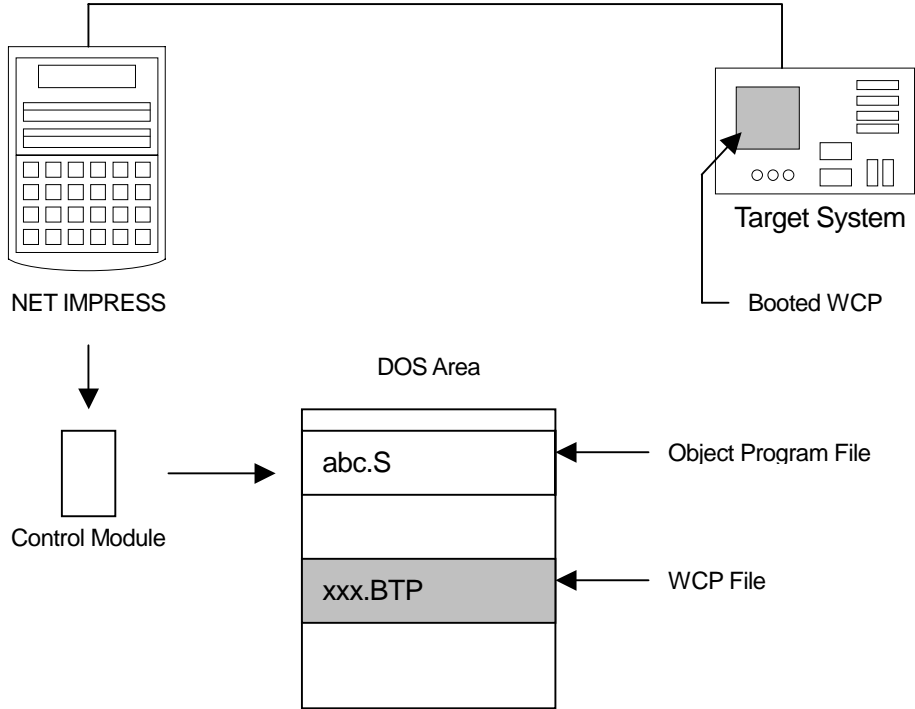 Target System
NET IMPRESS
Booted WCP
DOS Area
abc.S
Object Program File
Control Module
xxx.BTP
WCP File